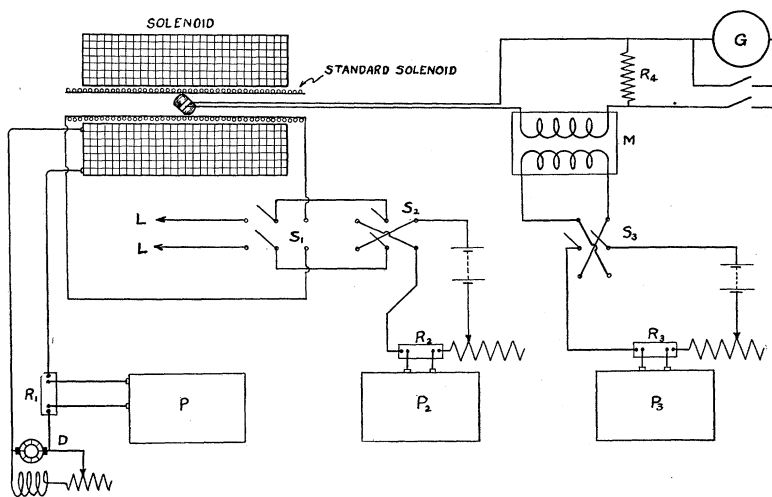 SOLENOID
STANDARD SOLENOID
G
R4
M
L
S1
S2
L
S3
R2
R3
R1
P
P2
P3
D